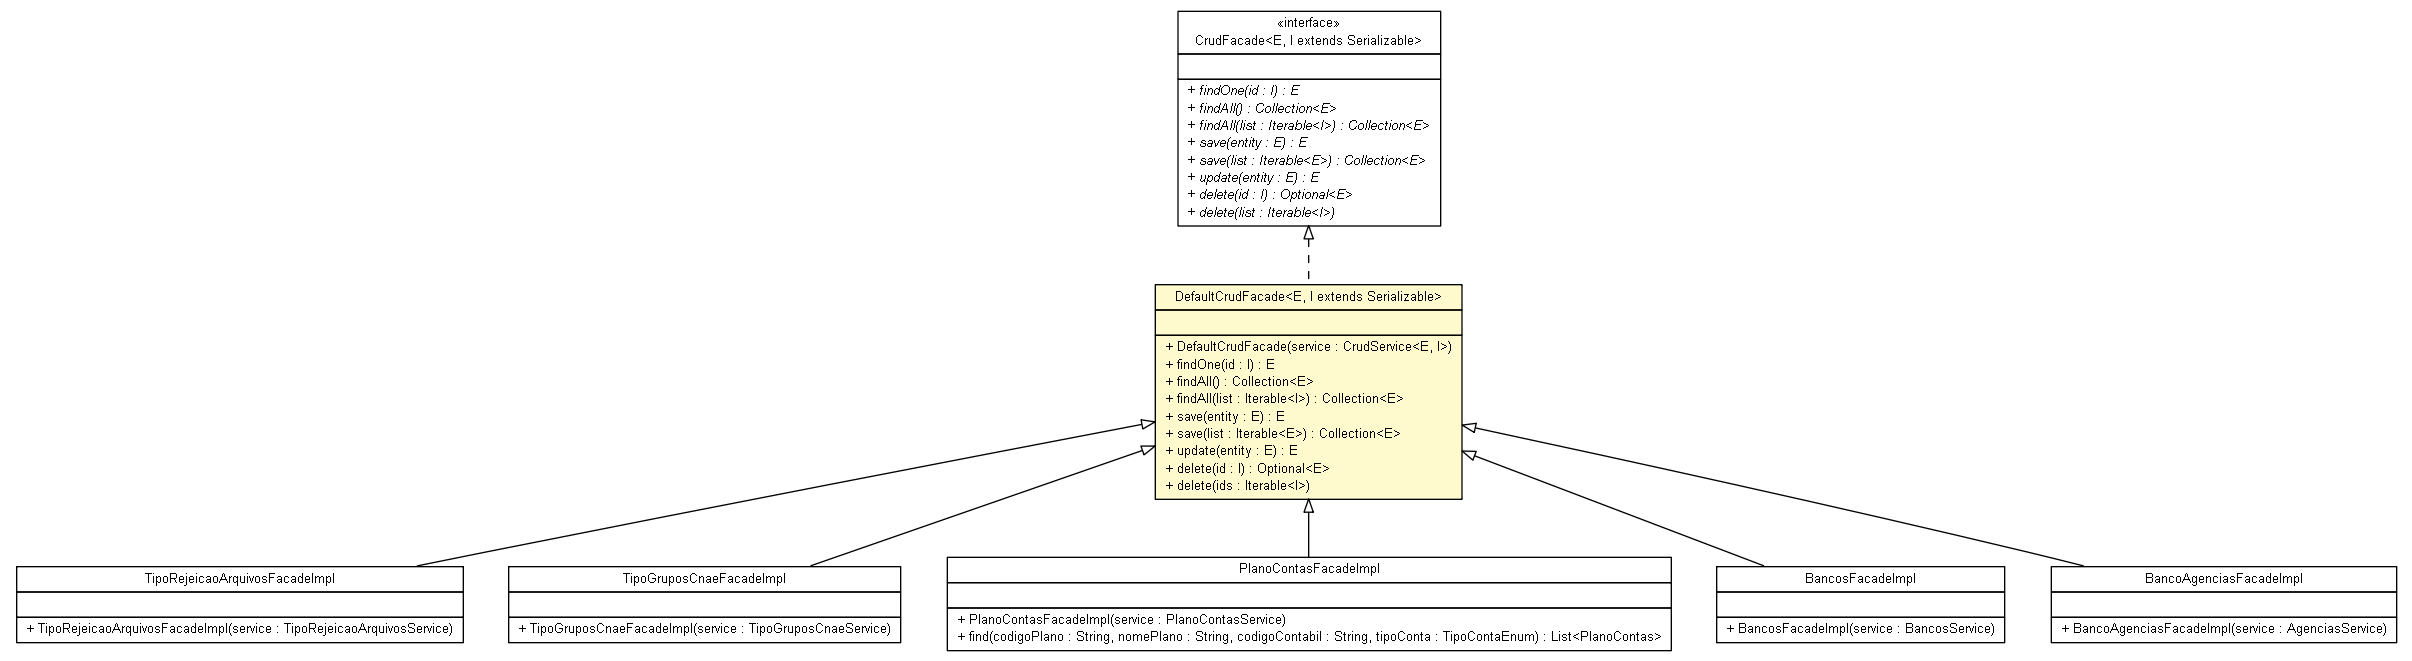 «interface»
CrudFacade<E, I extends Serializable>
+ findOne(id : I) : E
+ findAll() : Collection<E>
+ findAll(list : Iterable<I>) : Collection<E>
+ save(entity : E) : E
+ save(list : Iterable<E>) : Collection<E>
+ update(entity : E) : E
+ delete(id : I) : Optional<E>
+ delete(list : Iterable<I>)
DefaultCrudFacade<E, I extends Serializable>
+ DefaultCrudFacade(service : CrudService<E, I>)
+ findOne(id : I) : E
+ findAll() : Collection<E>
+ findAll(list : Iterable<I>) : Collection<E>
+ save(entity : E) : E
+ save(list : Iterable<E>) : Collection<E>
+ update(entity : E) : E
+ delete(id : I) : Optional<E>
+ delete(ids : Iterable<I>)
TipoRejeicaoArquivosFacadeImpl
+ TipoRejeicaoArquivosFacadeImpl(service : TipoRejeicaoArquivosService)
TipoGruposCnaeFacadeImpl
+ TipoGruposCnaeFacadeImpl(service : TipoGruposCnaeService)
PlanoContasFacadeImpl
+ PlanoContasFacadeImpl(service : PlanoContasService)
+ find(codigoPlano : String, nomePlano : String, codigoContabil : String, tipoConta : TipoContaEnum) : List<PlanoContas>
BancosFacadeImpl
+ BancosFacadeImpl(service : BancosService)
BancoAgenciasFacadeImpl
+ BancoAgenciasFacadeImpl(service : AgenciasService)